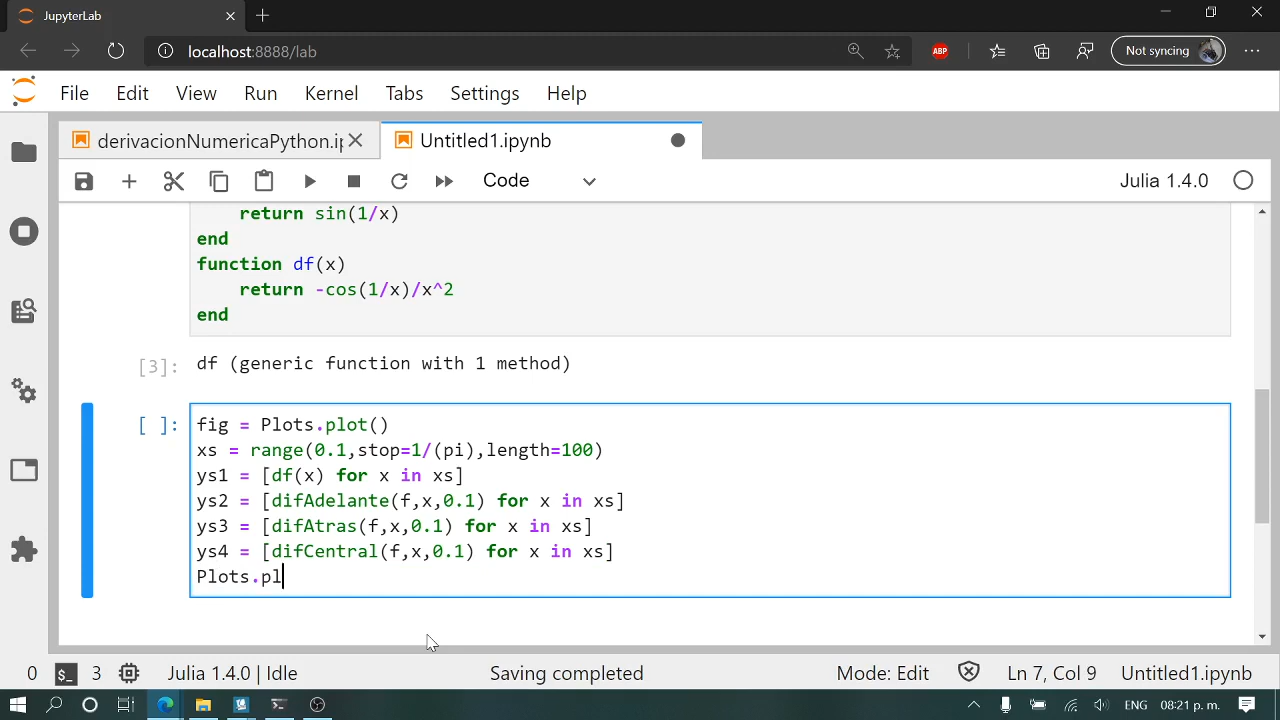 JupyterLab
localhost:8888/lab
ABP
Not syncing
File Edit View Run Kernel Tabs Settings Help
derivacionNumericaPython.i
Untitled1.ipynb
Code
Julia 1.4.0
return sin(1/x)
end
function df(x)
return -cos(1/x)/x^2
end
[3]:
df (generic function with 1 method)
[ ]:
fig = Plots.plot()
xs = range(0.1,stop=1/(pi),length=100)
ys1 = [df(x) for x in xs]
ys2 = [difAdelante(f,x,0.1) for x in xs]
ys3 = [difAtras(f,x,0.1) for x in xs]
ys4 = [difCentral(f,x,0.1) for x in xs]
Plots.pl
0 $_ 3 Julia 1.4.0 | Idle Saving completed Mode: Edit Ln 7, Col 9 Untitled1.ipynb
ENG 08:21 p. m.